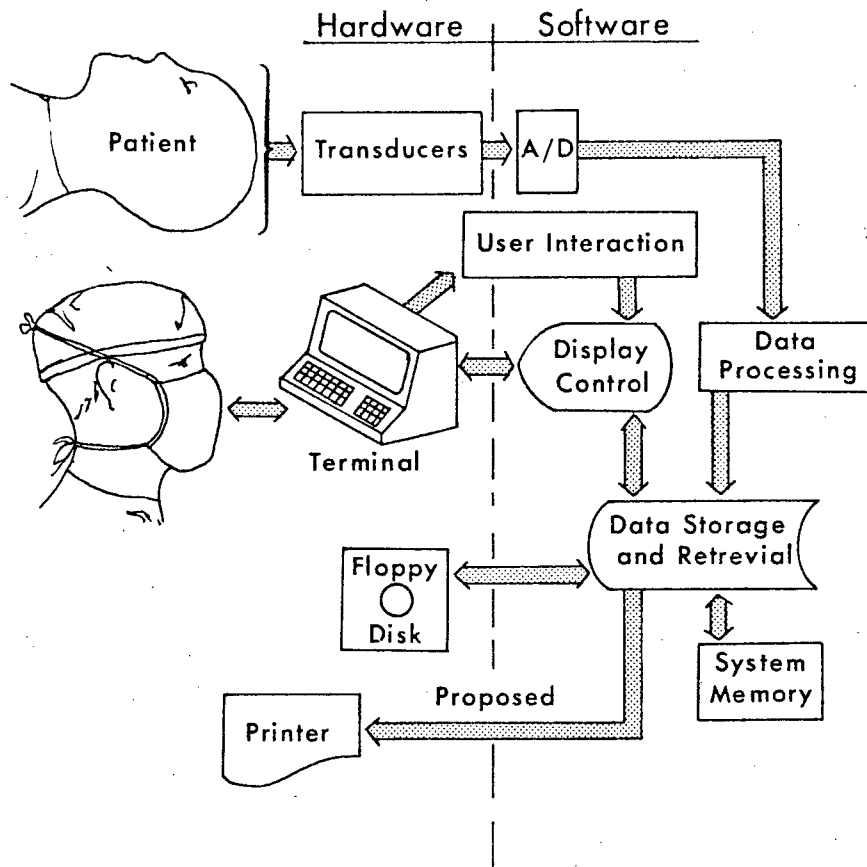 Hardware
Software
Patient
Transducers
A/D
User Interaction
Display
Control
Data
Processing
Terminal
Data Storage
and Retrevial
Floppy
Disk
System
Memory
Proposed
Printer